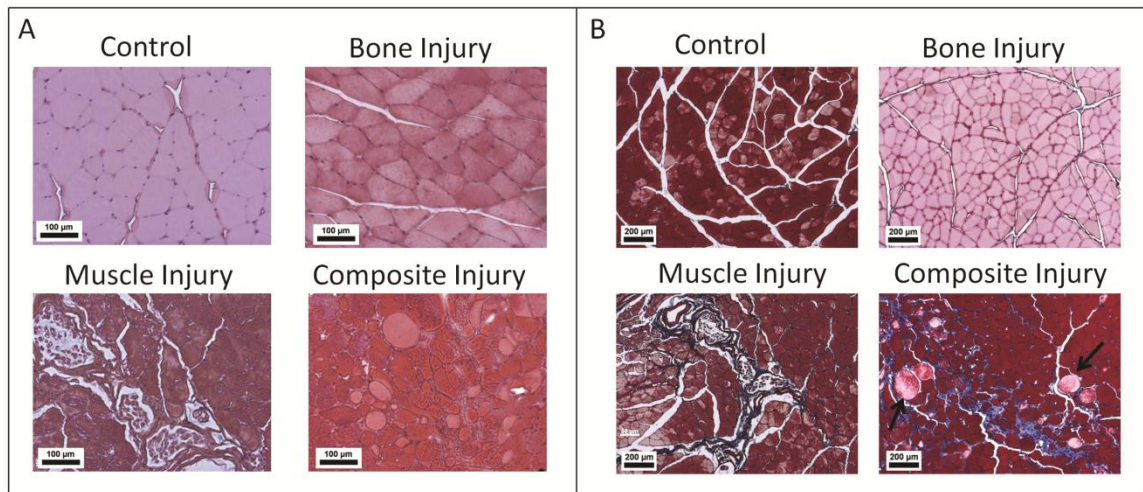 A
Control
Bone Injury
100 µm
100 µm
Muscle Injury
Composite Injury
100 µm
100 µm
B
Control
Bone Injury
200 µm
200 µm
Muscle Injury
Composite Injury
200 µm
200 µm